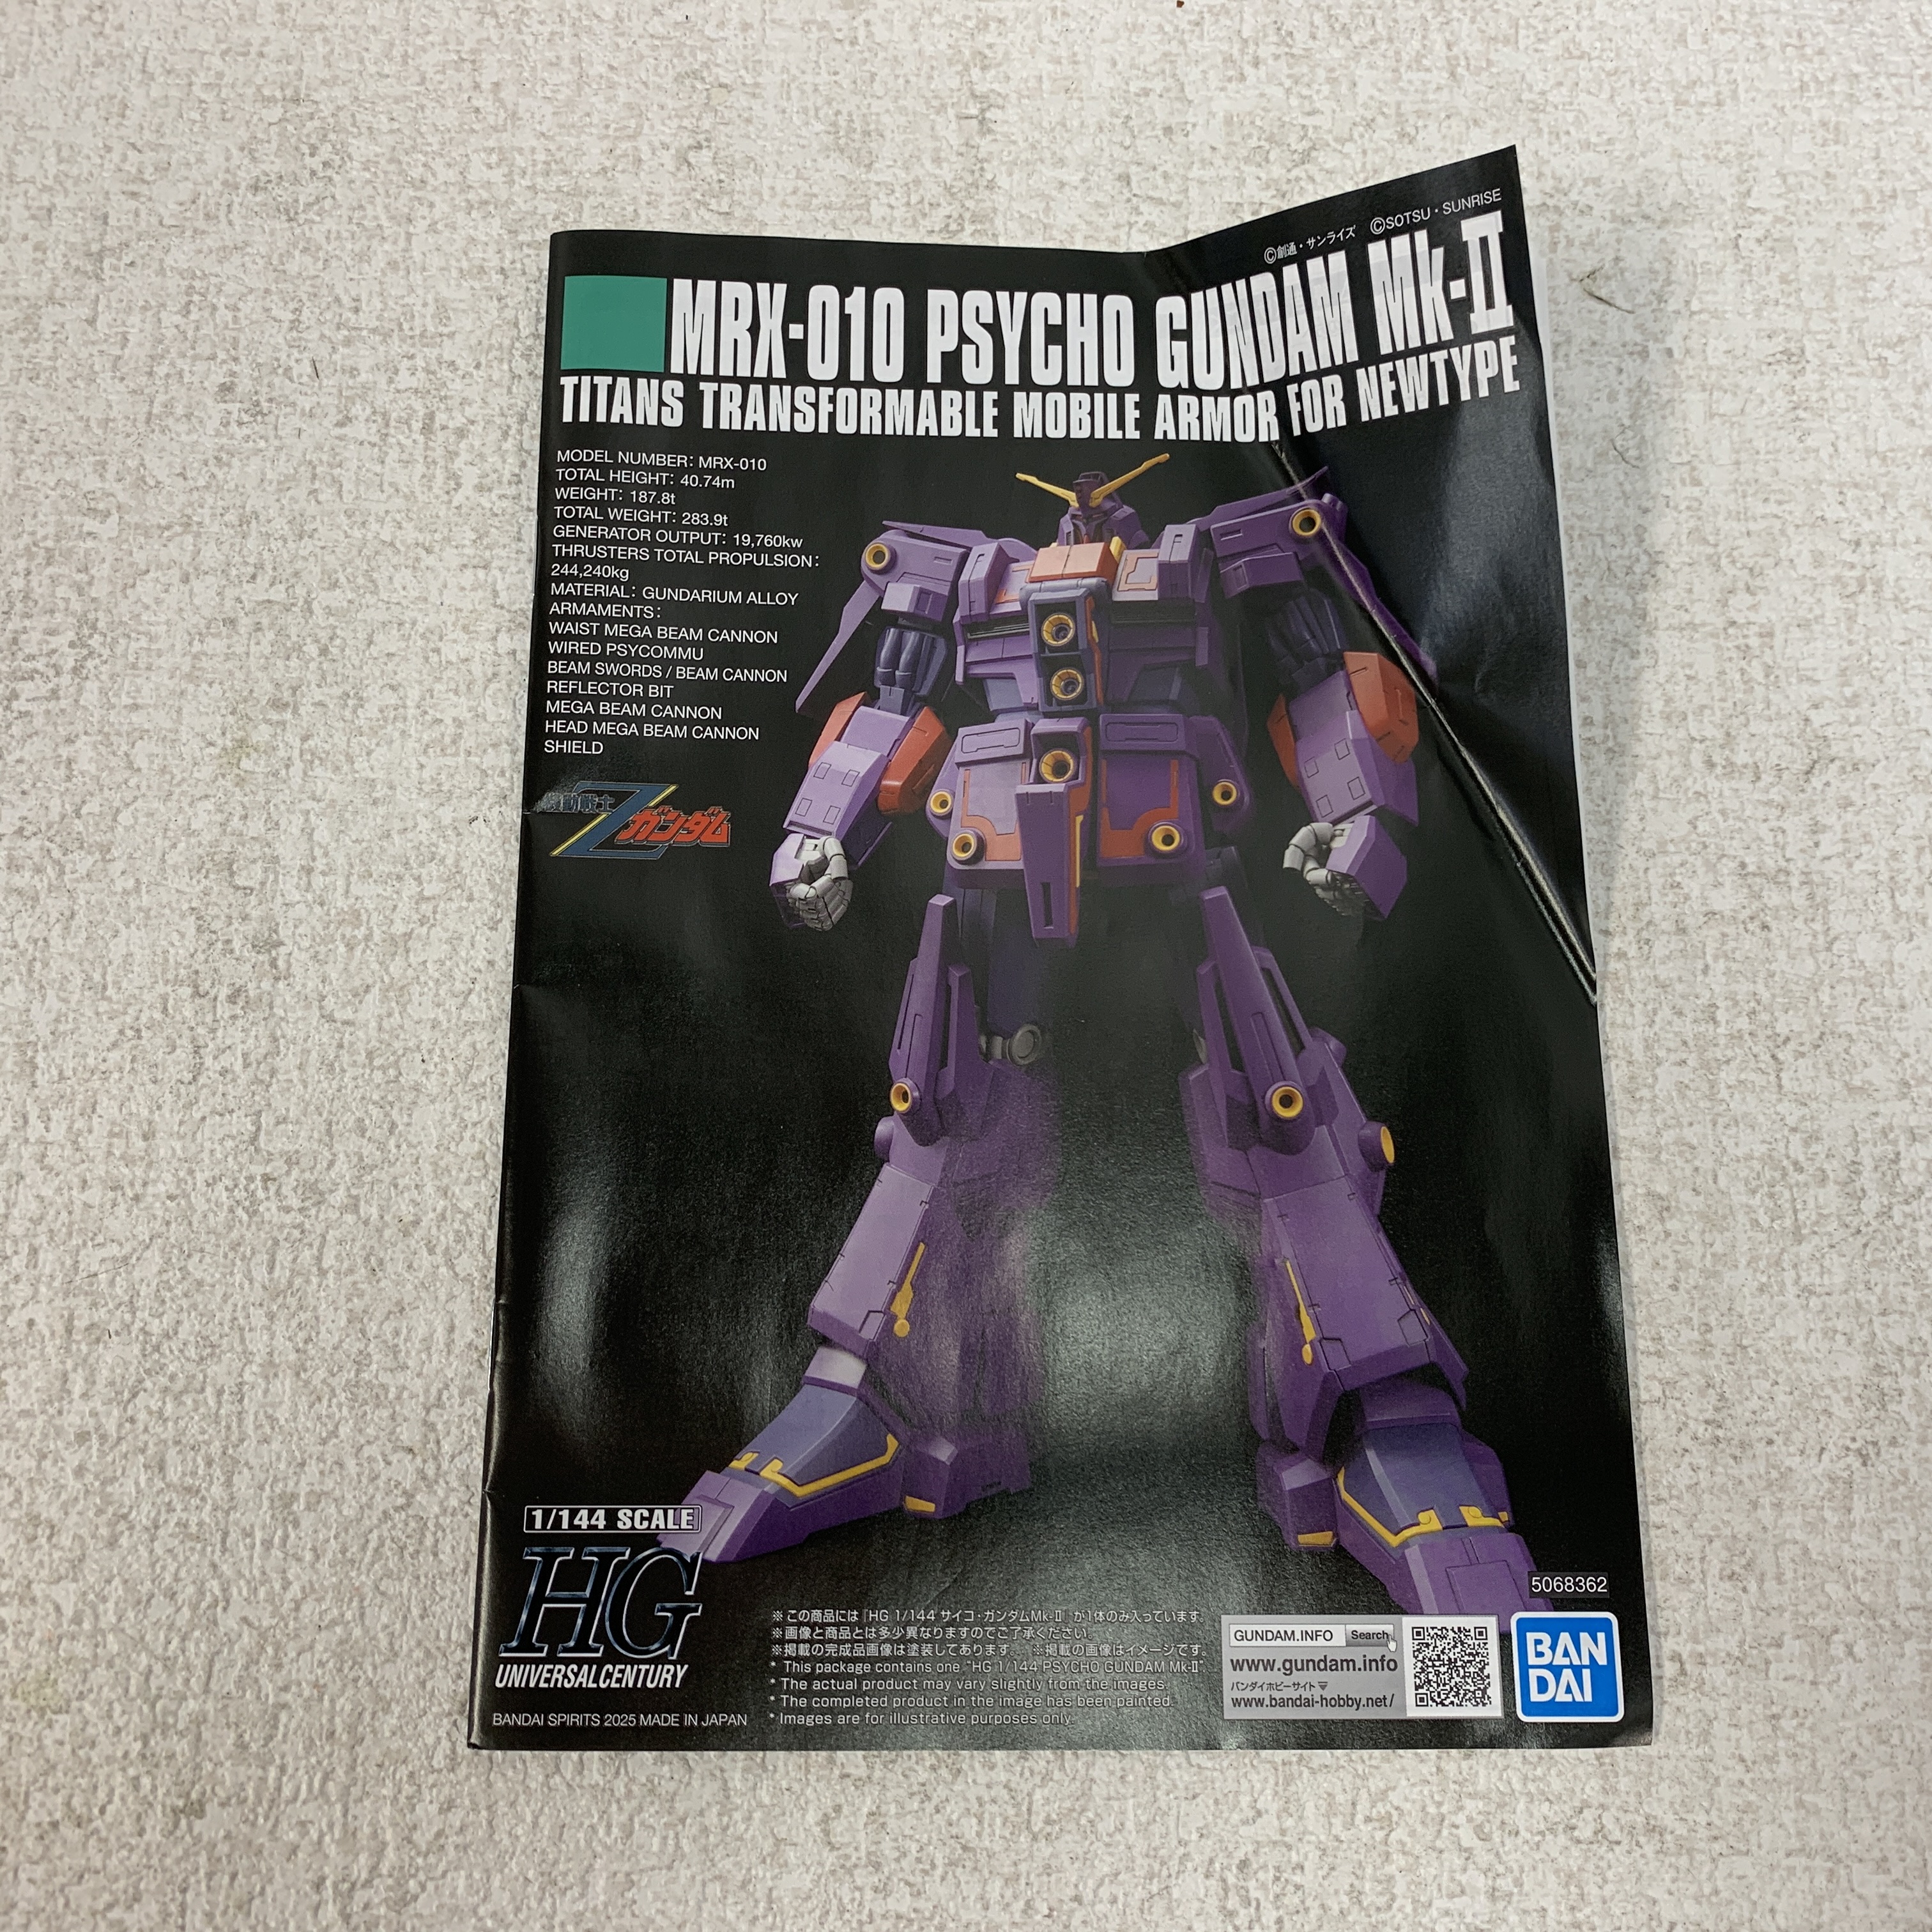 ©創通・サンライズ ©SOTSU・SUNRISE
MRX-010 PSYCHO GUNDAM Mk-II
TITANS TRANSFORMABLE MOBILE ARMOR FOR NEWTYPE
MODEL NUMBER: MRX-010
TOTAL HEIGHT: 40.74m
WEIGHT: 187.8t
TOTAL WEIGHT: 283.9t
GENERATOR OUTPUT: 19,760kw
THRUSTERS TOTAL PROPULSION:
244,240kg
MATERIAL: GUNDARIUM ALLOY
ARMAMENTS:
WAIST MEGA BEAM CANNON
WIRED PSYCOMMU
BEAM SWORDS / BEAM CANNON
REFLECTOR BIT
MEGA BEAM CANNON
HEAD MEGA BEAM CANNON
SHIELD
機動戦士Zガンダム
1/144 SCALE
HG
UNIVERSAL CENTURY
BANDAI SPIRITS 2025 MADE IN JAPAN
※この商品には『HG 1/144 サイコ・ガンダムMk-II』が1体のみ入っています。
※画像と商品とは多少異なりますのでご了承ください。
※掲載の完成品画像は塗装してあります。 ※掲載の画像はイメージです。
* This package contains one "HG 1/144 PSYCHO GUNDAM Mk-II".
* The actual product may vary slightly from the images.
* The completed product in the image has been painted.
* Images are for illustrative purposes only.
5068362
GUNDAM.INFO Search
www.gundam.info
バンダイホビーサイト▽
www.bandai-hobby.net/
BAN
DAI